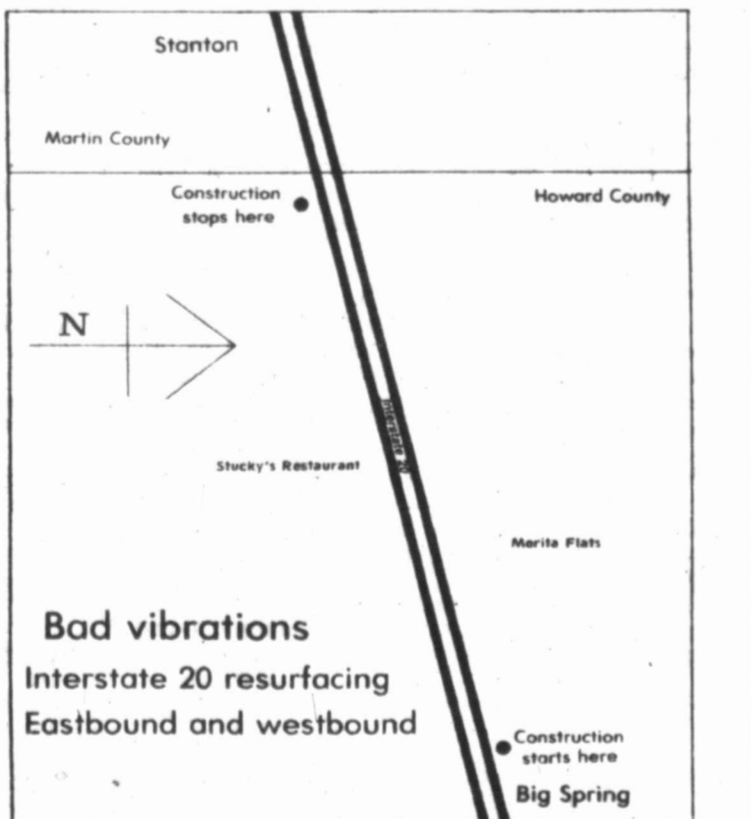 Stanton
Martin County
Construction
stops here
Howard County
N
Interstate 20
Stucky's Restaurant
Morita Flats
Bad vibrations
Interstate 20 resurfacing
Eastbound and westbound
Construction
starts here
Big Spring